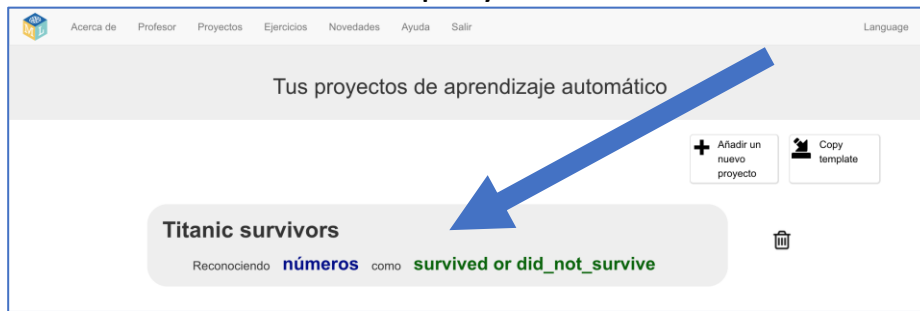 Acerca de Profesor Proyectos Ejercicios Novedades Ayuda Salir Language
Tus proyectos de aprendizaje automático
Añadir un nuevo proyecto
Copy template
Titanic survivors
Reconociendo números como survived or did_not_survive